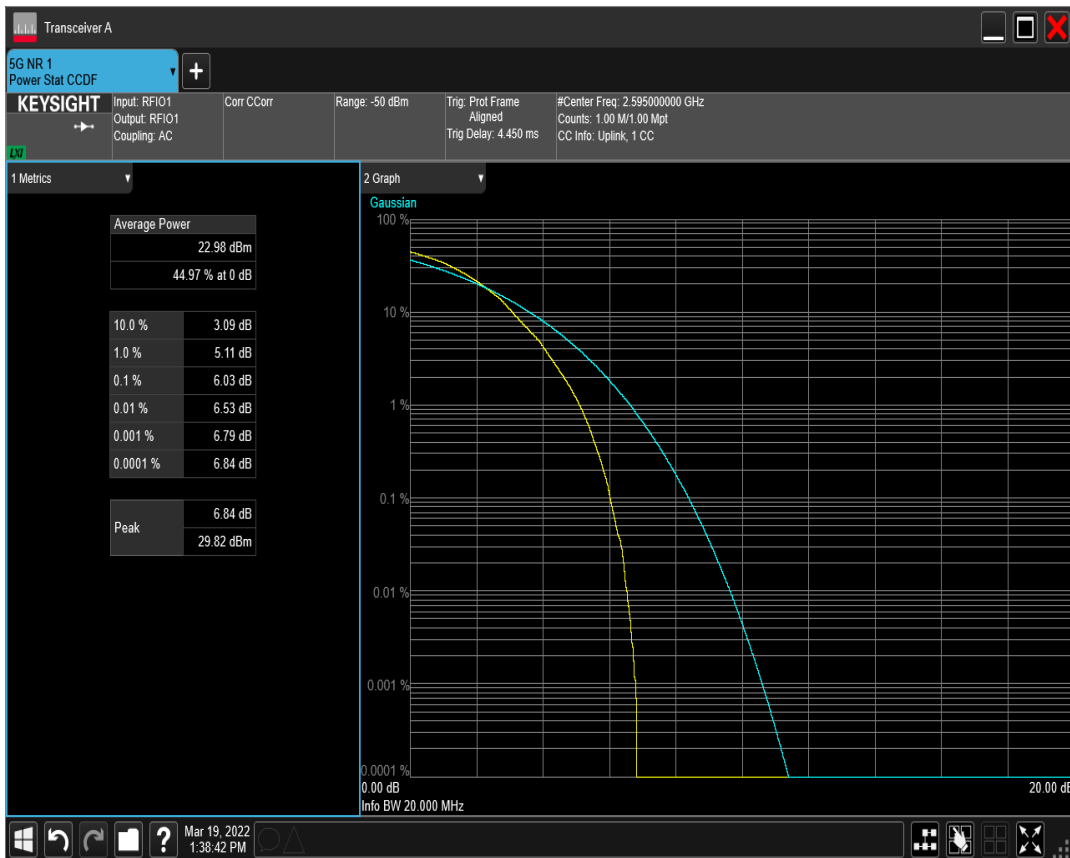 Transceiver A
5G NR 1
Power Stat CCDF
KEYSIGHT
LXI
Input: RFIO1
Output: RFIO1
Coupling: AC
Corr CCorr
Range: -50 dBm
Trig: Prot Frame
Aligned
Trig Delay: 4.450 ms
#Center Freq: 2.595000000 GHz
Counts: 1.00 M/1.00 Mpt
CC Info: Uplink, 1 CC
1 Metrics
Average Power
22.98 dBm
44.97 % at 0 dB
10.0 % 3.09 dB
1.0 % 5.11 dB
0.1 % 6.03 dB
0.01 % 6.53 dB
0.001 % 6.79 dB
0.0001 % 6.84 dB
Peak
6.84 dB
29.82 dBm
2 Graph
Gaussian
100 %
10 %
1 %
0.1 %
0.01 %
0.001 %
0.0001 %
0.00 dB 20.00 dB
Info BW 20.000 MHz
?
Mar 19, 2022
1:38:42 PM